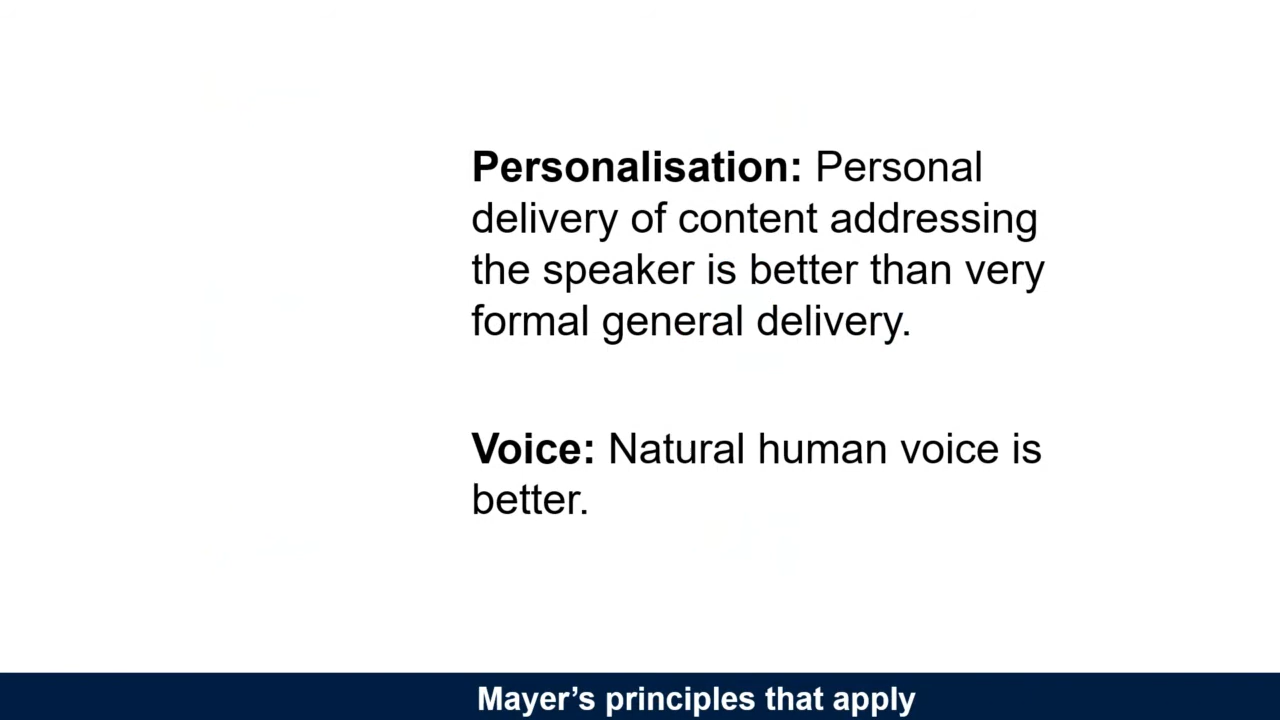 Personalisation: Personal
delivery of content addressing
the speaker is better than very
formal general delivery.
Voice: Natural human voice is
better.
Mayer’s principles that apply